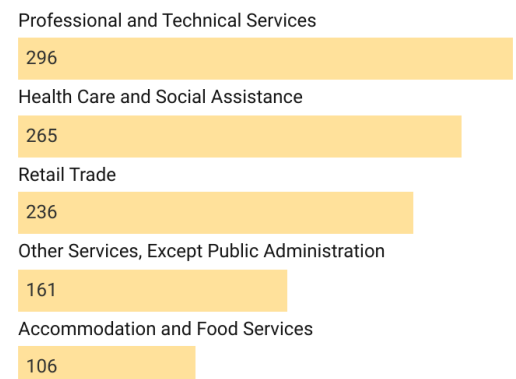 Professional and Technical Services
296
Health Care and Social Assistance
265
Retail Trade
236
Other Services, Except Public Administration
161
Accommodation and Food Services
106